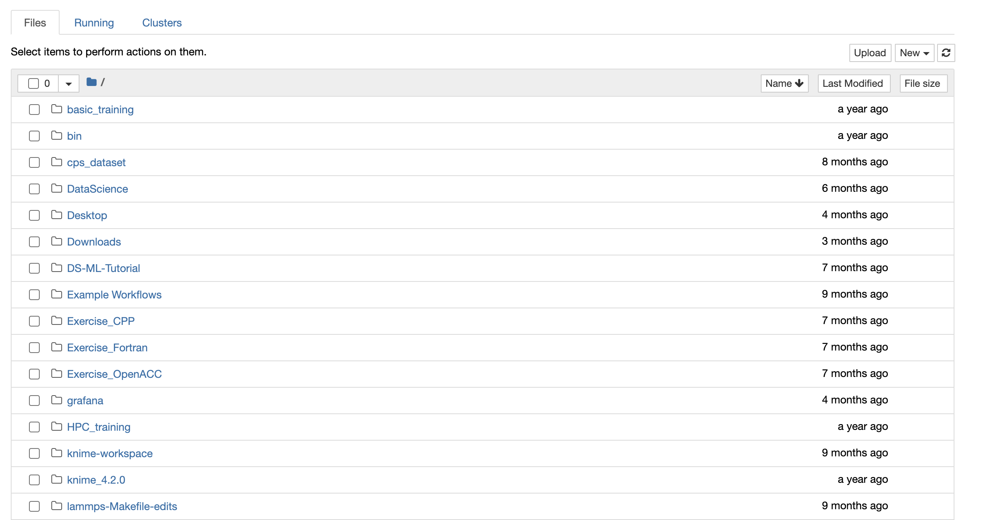 Files Running Clusters
Select items to perform actions on them.
Upload New
0 / Name Last Modified File size
basic_training a year ago
bin a year ago
cps_dataset 8 months ago
DataScience 6 months ago
Desktop 4 months ago
Downloads 3 months ago
DS-ML-Tutorial 7 months ago
Example Workflows 9 months ago
Exercise_CPP 7 months ago
Exercise_Fortran 7 months ago
Exercise_OpenACC 7 months ago
grafana 4 months ago
HPC_training a year ago
knime-workspace 9 months ago
knime_4.2.0 a year ago
lammps-Makefile-edits 9 months ago